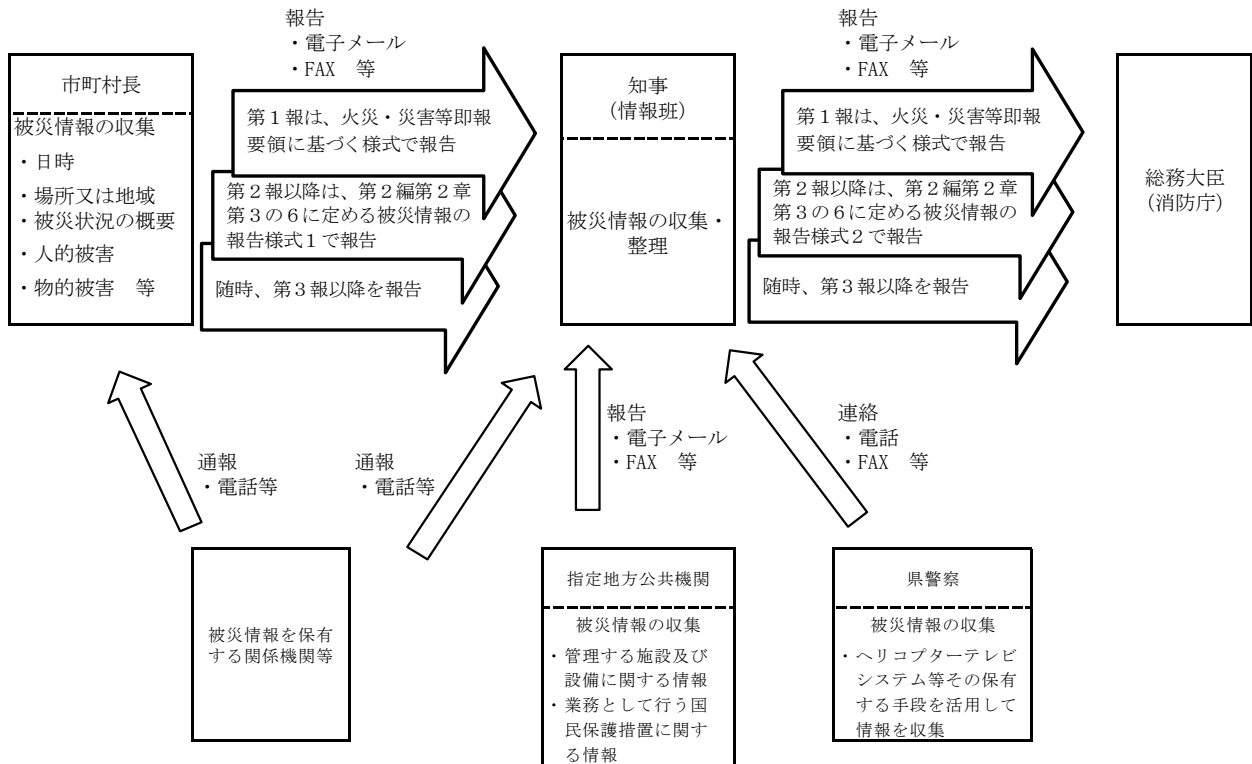 報告
・電子メール
・FAX 等
市町村長
被災情報の収集
・日時
・場所又は地域
・被災状況の概要
・人的被害
・物的被害 等
第1報は、火災・災害等即報
要領に基づく様式で報告
第2報以降は、第2編第2章
第3の6に定める被災情報の
報告様式1で報告
随時、第3報以降を報告
知事
(情報班)
被災情報の収集・
整理
報告
・電子メール
・FAX 等
第1報は、火災・災害等即報
要領に基づく様式で報告
第2報以降は、第2編第2章
第3の6に定める被災情報の
報告様式2で報告
随時、第3報以降を報告
総務大臣
(消防庁)
通報
・電話等
通報
・電話等
報告
・電子メール
・FAX 等
連絡
・電話
・FAX 等
被災情報を保有
する関係機関等
指定地方公共機関
被災情報の収集
・管理する施設及び
設備に関する情報
・業務として行う国
民保護措置に関す
る情報
県警察
被災情報の収集
・ヘリコプターテレビ
システム等その保有
する手段を活用して
情報を収集